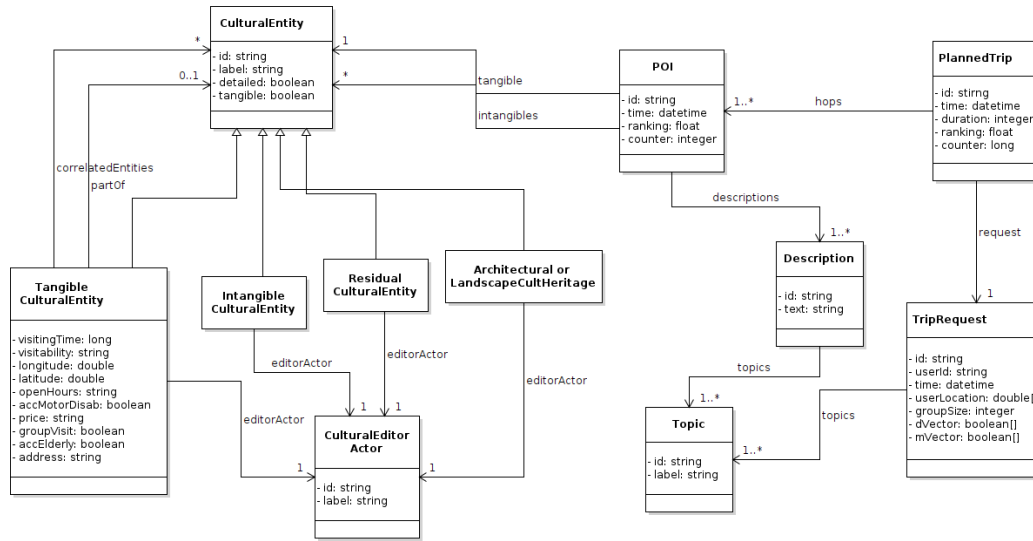 CulturalEntity
- id: string
- label: string
- detailed: boolean
- tangible: boolean
*
0..1
1
*
tangible
intangibles
POI
- id: string
- time: datetime
- ranking: float
- counter: integer
1..*
hops
PlannedTrip
- id: string
- time: datetime
- duration: integer
- ranking: float
- counter: long
correlatedEntities
partOf
descriptions
1..*
request
1
Tangible
CulturalEntity
- visitingTime: long
- visitability: string
- longitude: double
- latitude: double
- openHours: string
- accMotorDisab: boolean
- price: string
- groupVisit: boolean
- accElderly: boolean
- address: string
Intangible
CulturalEntity
Residual
CulturalEntity
Architectural or
LandscapeCultHeritage
Description
- id: string
- text: string
TripRequest
- id: string
- userId: string
- time: datetime
- userLocation: double[
- groupSize: integer
- dVector: boolean[]
- mVector: boolean[]
editorActor
editorActor
editorActor
editorActor
1
1
1
1
CulturalEditor
Actor
- id: string
- label: string
topics
1..*
topics
1..*
Topic
- id: string
- label: string